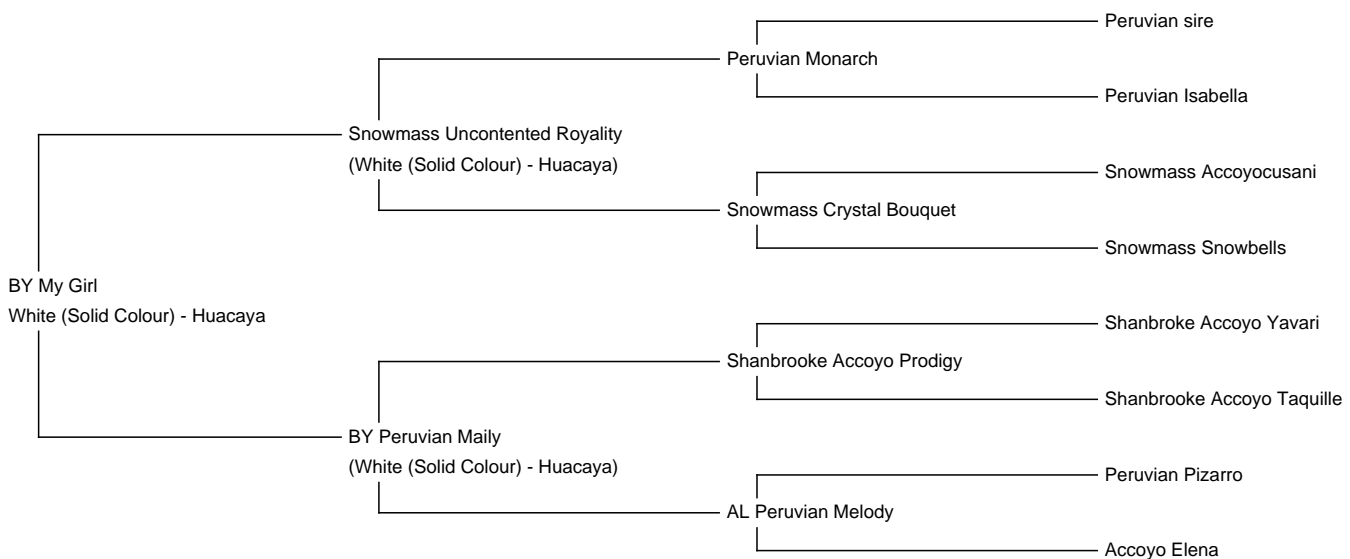 Peruvian sire
Peruvian Monarch
Peruvian Isabella
Snowmass Uncontented Royality
(White (Solid Colour) - Huacaya)
Snowmass Accoyocusani
Snowmass Crystal Bouquet
Snowmass Snowbells
BY My Girl
White (Solid Colour) - Huacaya
Shanbroke Accoyo Yavari
Shanbrooke Accoyo Prodigy
Shanbrooke Accoyo Taquille
BY Peruvian Maily
(White (Solid Colour) - Huacaya)
Peruvian Pizarro
AL Peruvian Melody
Accoyo Elena